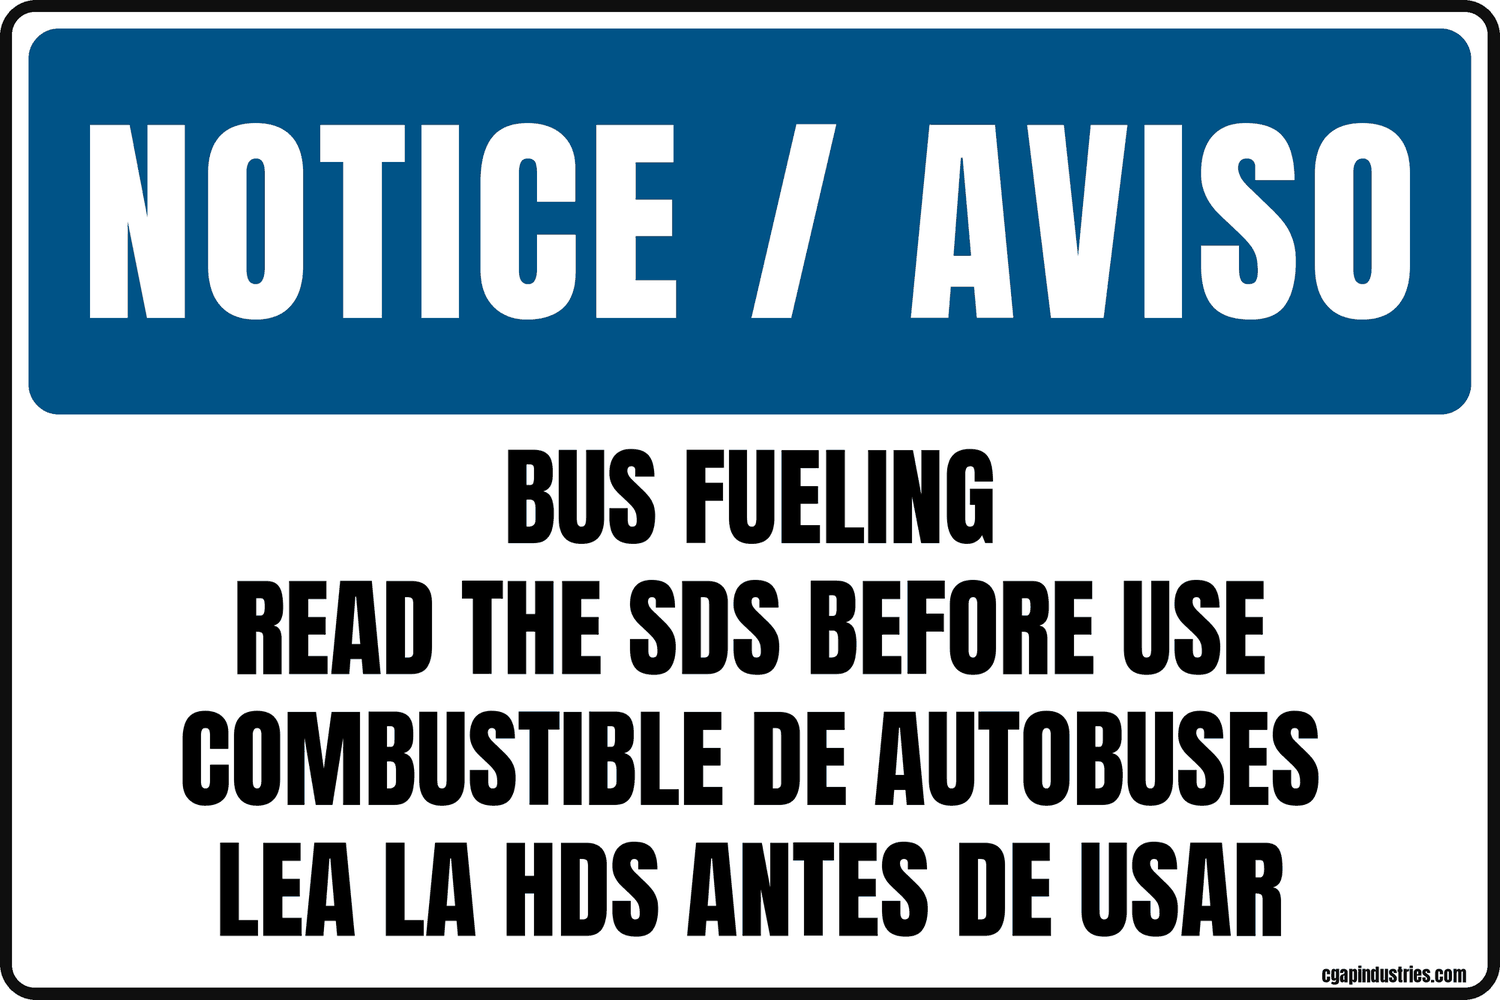 NOTICE / AVISO
BUS FUELING
READ THE SDS BEFORE USE
COMBUSTIBLE DE AUTOBUSES
LEA LA HDS ANTES DE USAR
cgapindustries.com